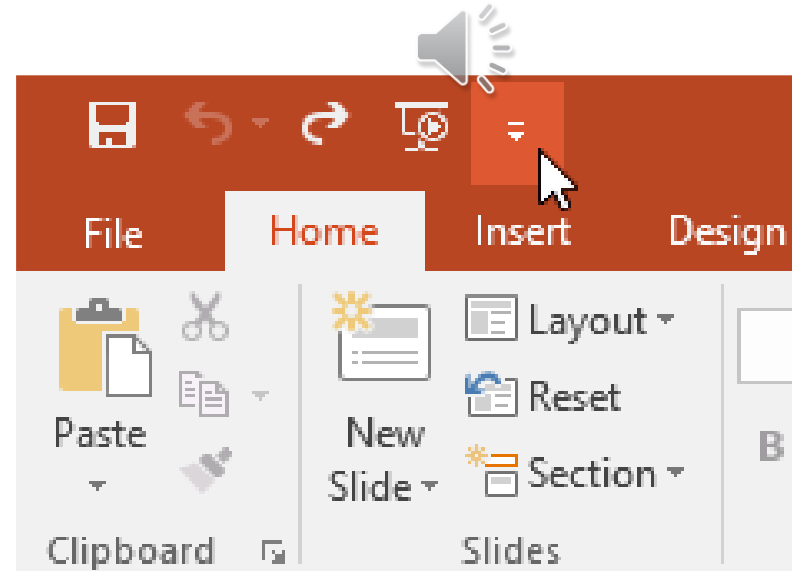 File Home Insert Design
Layout
Reset
Paste New
Slide Section
B
Clipboard Slides